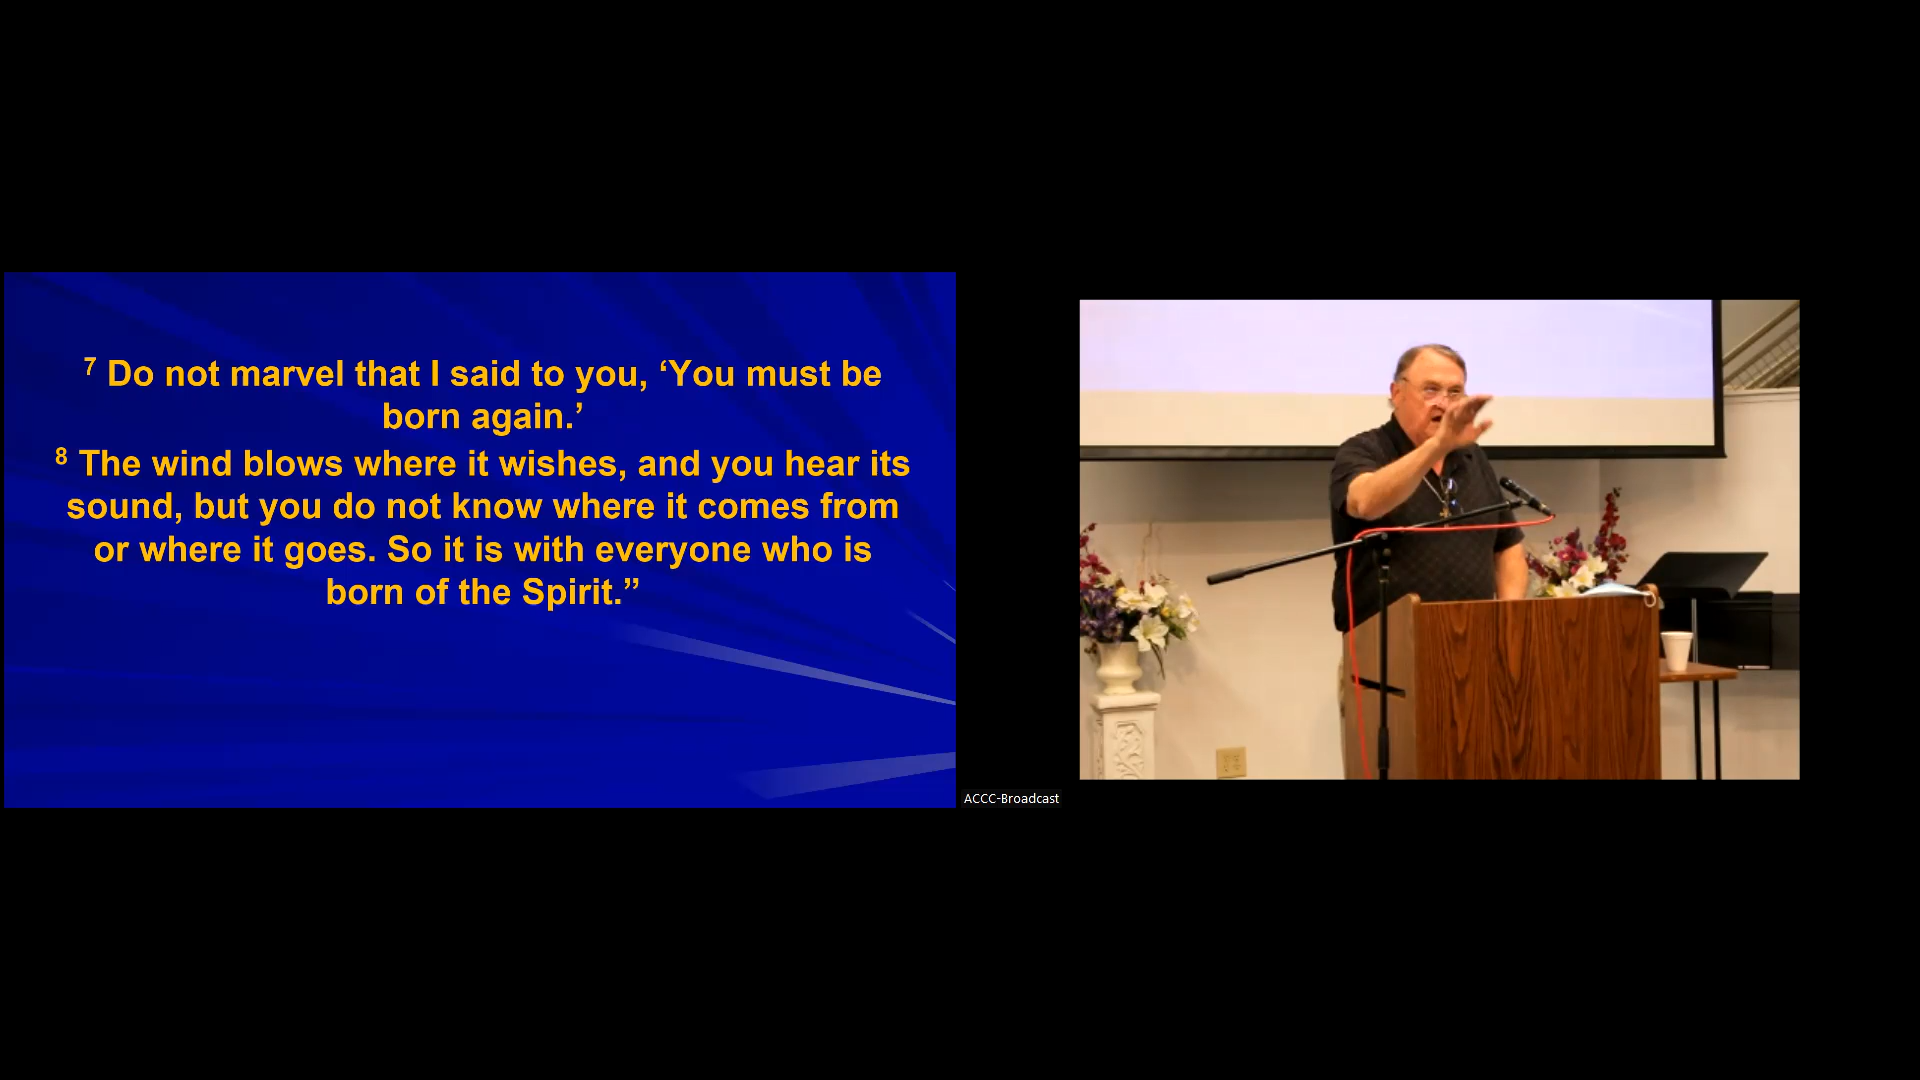 7 Do not marvel that I said to you, ‘You must be
born again.’
8 The wind blows where it wishes, and you hear its
sound, but you do not know where it comes from
or where it goes. So it is with everyone who is
born of the Spirit.”
ACCC-Broadcast